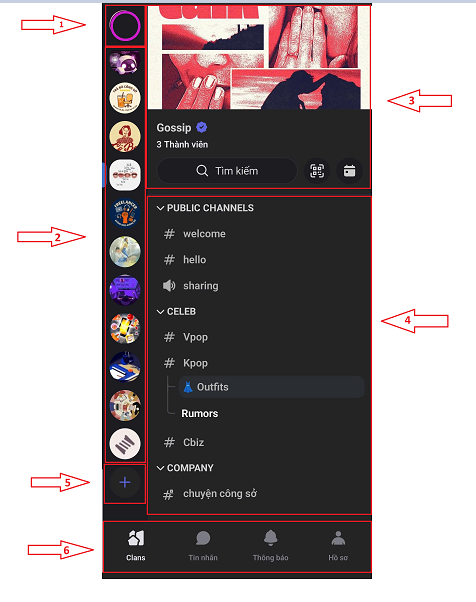 1
3
Gossip
3 Thành viên
Tìm kiếm
PUBLIC CHANNELS
# welcome
2
# hello
sharing
CELEB
4
# Vpop
# Kpop
Outfits
Rumors
# Cbiz
COMPANY
5
+
# chuyện công sở
6
Clans
Tin nhắn
Thông báo
Hồ sơ